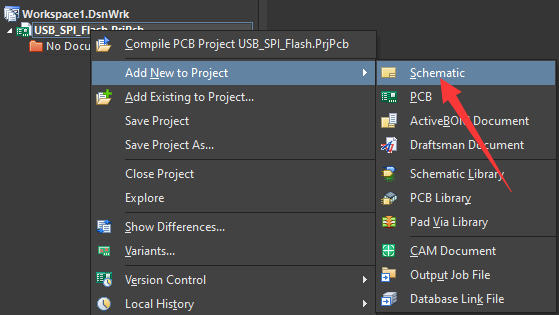 Workspace1.DsnWrk
USB_SPI_Flash.PrjPcb
No Docu
Compile PCB Project USB_SPI_Flash.PrjPcb
Add New to Project
Add Existing to Project...
Save Project
Save Project As...
Close Project
Explore
Show Differences...
Variants...
Version Control
Local History
Schematic
PCB
ActiveBOM Document
Draftsman Document
Schematic Library
PCB Library
Pad Via Library
CAM Document
Output Job File
Database Link File